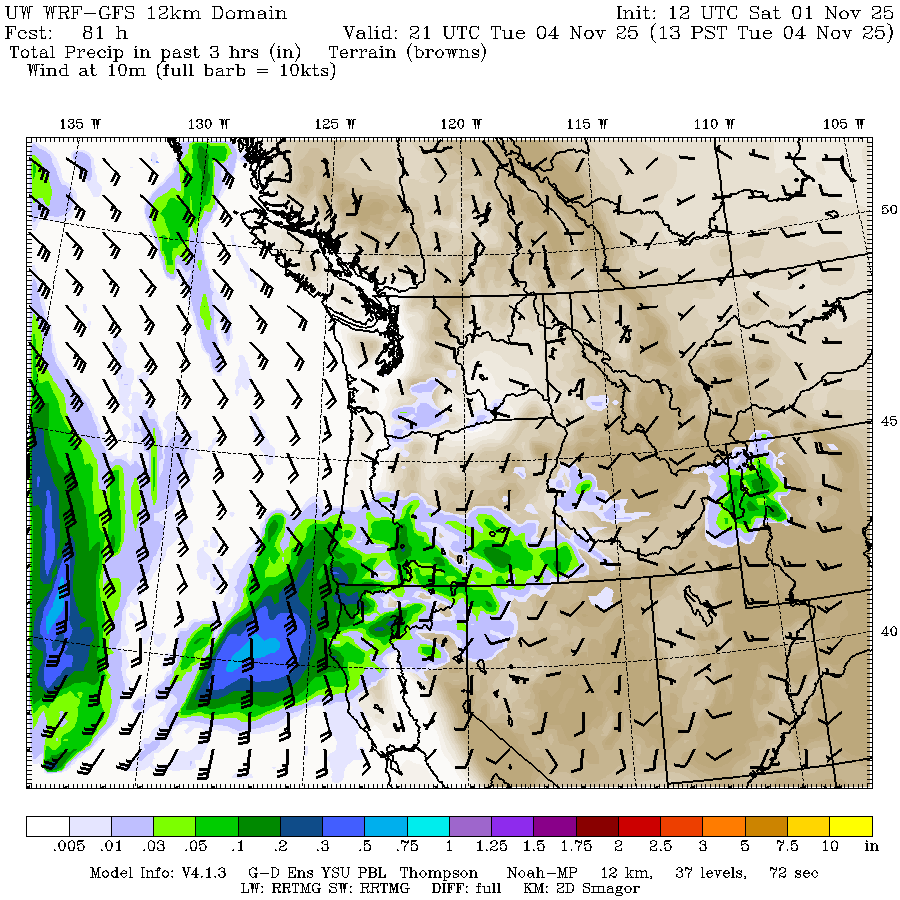 UW WRF-GFS 12km Domain Init: 12 UTC Sat 01 Nov 25
Fcst: 81 h Valid: 21 UTC Tue 04 Nov 25 (13 PST Tue 04 Nov 25)
Total Precip in past 3 hrs (in) Terrain (browns)
Wind at 10m (full barb = 10kts)
135 W 130 W 125 W 120 W 115 W 110 W 105 W
50
45
40
.005 .01 .03 .05 .1 .2 .3 .5 .75 1 1.25 1.5 1.75 2 2.5 3 5 7.5 10 in
Model Info: V4.1.3 G-D Ens YSU PBL Thompson Noah-MP 12 km, 37 levels, 72 sec
LW: RRTMG SW: RRTMG DIFF: full KM: 2D Smagor